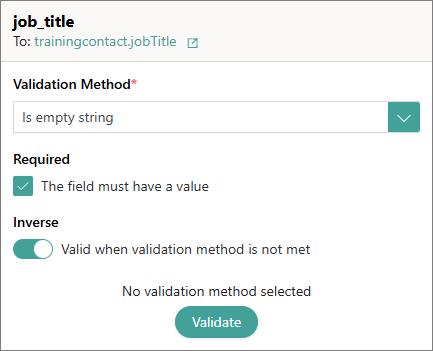 job_title
To: trainingcontact.jobTitle
Validation Method*
Is empty string
Required
The field must have a value
Inverse
Valid when validation method is not met
No validation method selected
Validate